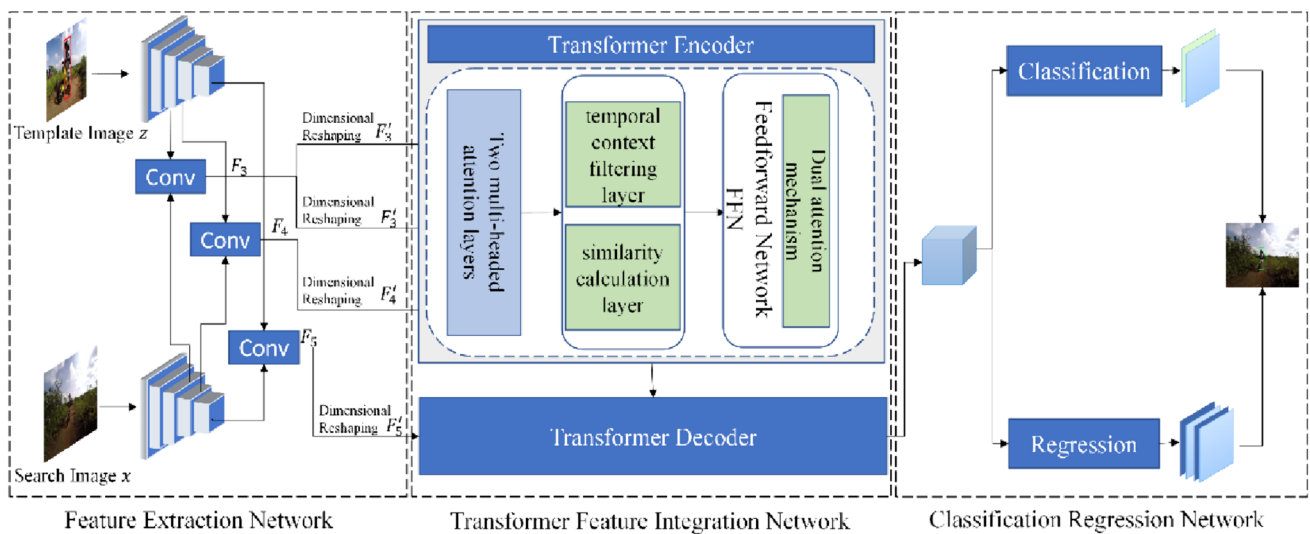 Template Image z
Search Image x
Conv
F₃
Conv
F₄
Conv
F₅
Dimensional
Reshaping F₃′
Dimensional
Reshaping F₃′
Dimensional
Reshaping F₄′
Dimensional
Reshaping F₅′
Transformer Encoder
Two multi-headed
attention layers
temporal
context
filtering
layer
similarity
calculation
layer
Feedforward Network
FFN
Dual attention
mechanism
Transformer Decoder
Classification
Regression
Feature Extraction Network
Transformer Feature Integration Network
Classification Regression Network